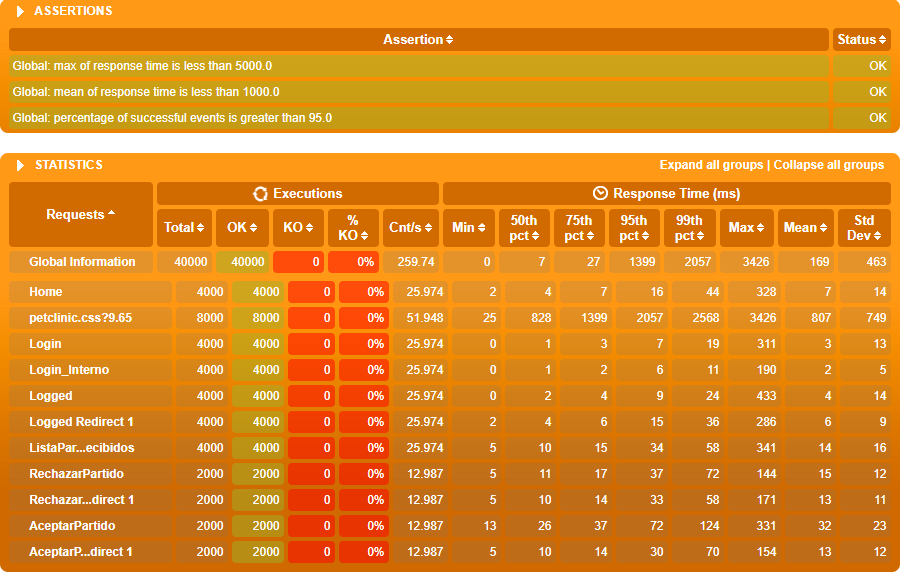 ASSERTIONS
Assertion Status
Global: max of response time is less than 5000.0 OK
Global: mean of response time is less than 1000.0 OK
Global: percentage of successful events is greater than 95.0 OK
STATISTICS Expand all groups | Collapse all groups
Requests Executions Response Time (ms)
Total OK KO % KO Cnt/s Min 50th pct 75th pct 95th pct 99th pct Max Mean Std Dev
Global Information 40000 40000 0 0% 259.74 0 7 27 1399 2057 3426 169 463
Home 4000 4000 0 0% 25.974 2 4 7 16 44 328 7 14
petclinic.css?9.65 8000 8000 0 0% 51.948 25 828 1399 2057 2568 3426 807 749
Login 4000 4000 0 0% 25.974 0 1 3 7 19 311 3 13
Login_Interno 4000 4000 0 0% 25.974 0 1 2 6 11 190 2 5
Logged 4000 4000 0 0% 25.974 0 2 4 9 24 433 4 14
Logged Redirect 1 4000 4000 0 0% 25.974 2 4 6 15 36 286 6 9
ListaPar...ecibidos 4000 4000 0 0% 25.974 5 10 15 34 58 341 14 16
RechazarPartido 2000 2000 0 0% 12.987 5 11 17 37 72 144 15 12
Rechazar...direct 1 2000 2000 0 0% 12.987 5 10 14 33 58 171 13 11
AceptarPartido 2000 2000 0 0% 12.987 13 26 37 72 124 331 32 23
AceptarP...direct 1 2000 2000 0 0% 12.987 5 10 14 30 70 154 13 12